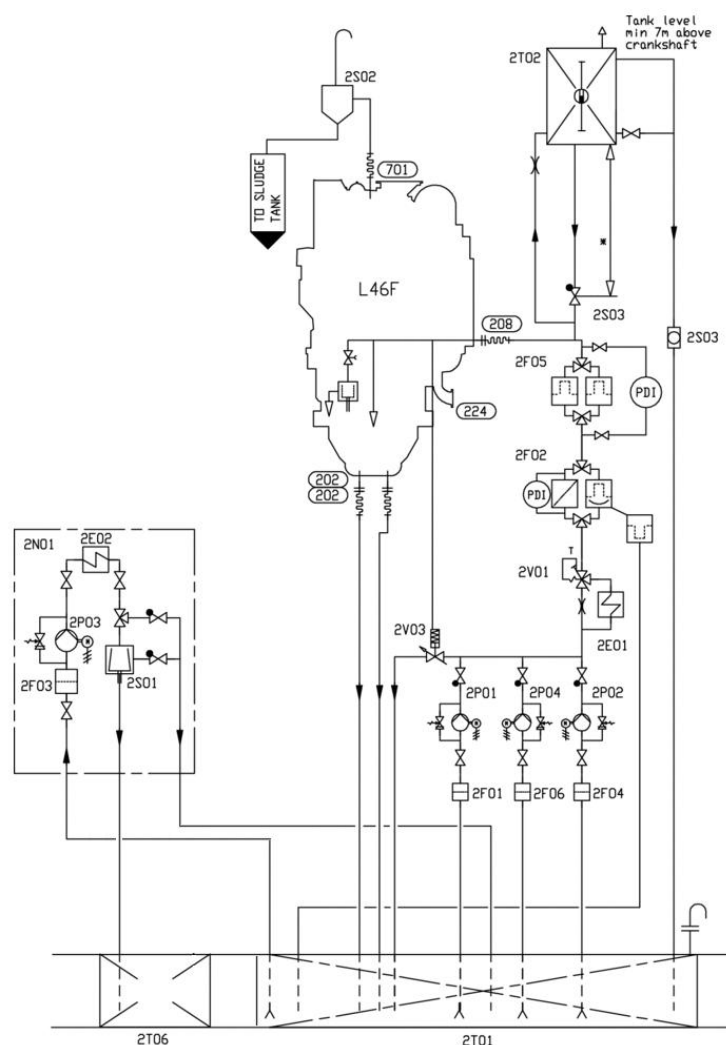 Tank level
min 7m above
crankshaft
2T02
2S02
701
TO SLUDGE
TANK
L46F
208
2S03
2S03
2F05
PDI
224
2F02
PDI
202
202
2N01
2E02
T
2V01
2P03
2V03
2E01
2F03
2S01
2P01
2P04
2P02
M
M
M
M
2F01
2F06
2F04
2T06
2T01